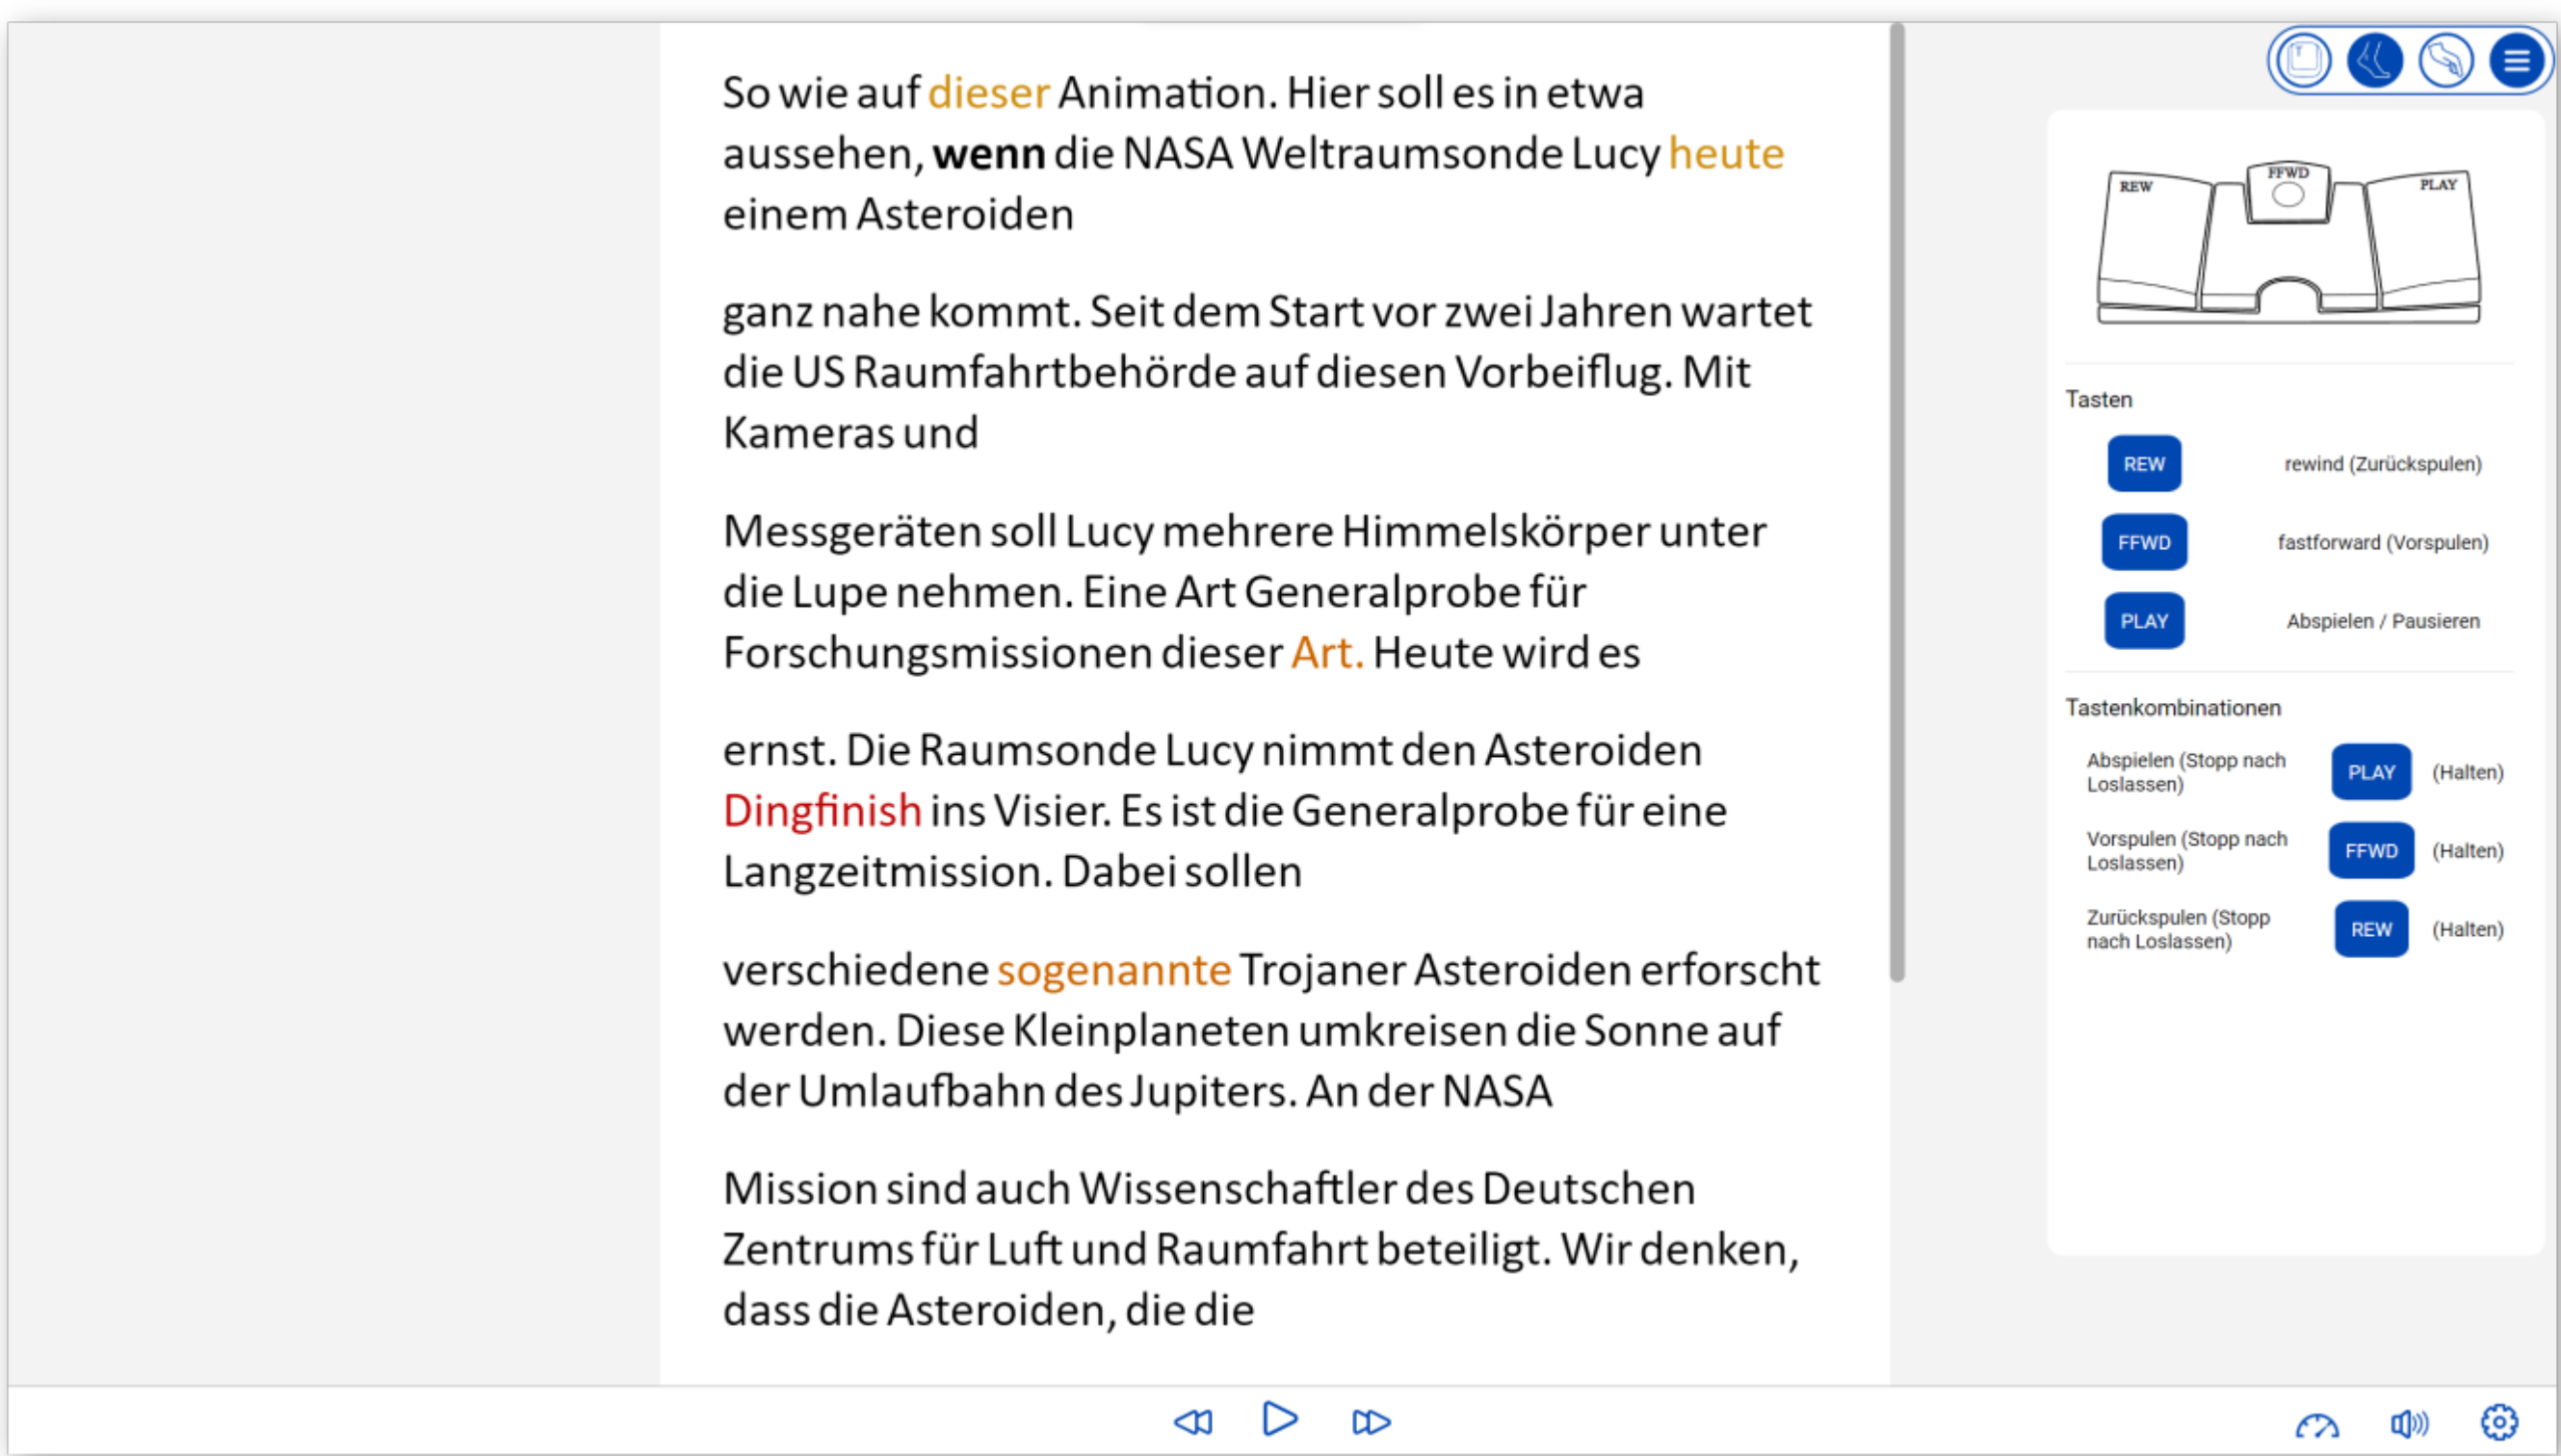 So wie auf dieser Animation. Hier soll es in etwa
aussehen, wenn die NASA Weltraumsonde Lucy heute
einem Asteroiden
ganz nahe kommt. Seit dem Start vor zwei Jahren wartet
die US Raumfahrtbehörde auf diesen Vorbeiflug. Mit
Kameras und
Messgeräten soll Lucy mehrere Himmelskörper unter
die Lupe nehmen. Eine Art Generalprobe für
Forschungsmissionen dieser Art. Heute wird es
ernst. Die Raumsonde Lucy nimmt den Asteroiden
Dingfinish ins Visier. Es ist die Generalprobe für eine
Langzeitmission. Dabei sollen
verschiedene sogenannte Trojaner Asteroiden erforscht
werden. Diese Kleinplaneten umkreisen die Sonne auf
der Umlaufbahn des Jupiters. An der NASA
Mission sind auch Wissenschaftler des Deutschen
Zentrums für Luft und Raumfahrt beteiligt. Wir denken,
dass die Asteroiden, die die
REW FFWD PLAY
Tasten
REW rewind (Zurückspulen)
FFWD fastforward (Vorspulen)
PLAY Abspielen / Pausieren
Tastenkombinationen
Abspielen (Stopp nach
Loslassen) PLAY (Halten)
Vorspulen (Stopp nach
Loslassen) FFWD (Halten)
Zurückspulen (Stopp
nach Loslassen) REW (Halten)